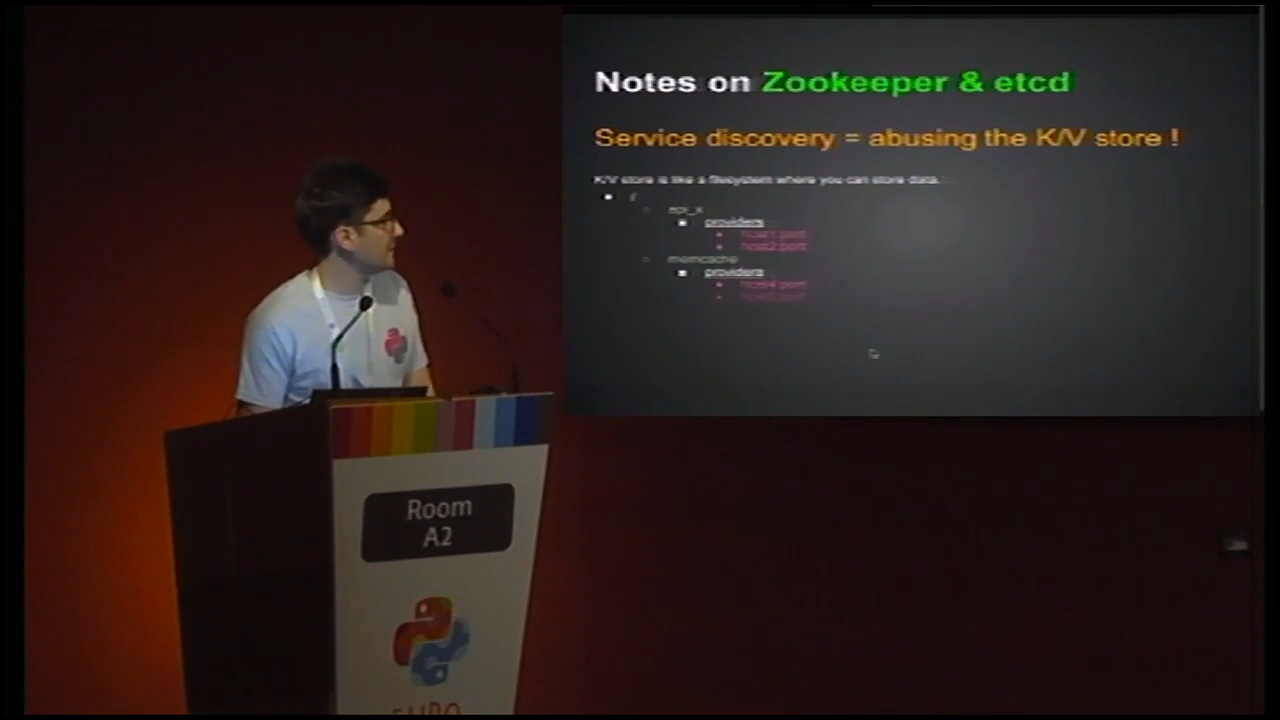 Notes on Zookeeper & etcd
Service discovery = abusing the K/V store !
K/V store is like a filesystem where you can store data.
/
api_x
providers
host1:port
host2:port
memcache
providers
host4:port
Room
A2
EURO